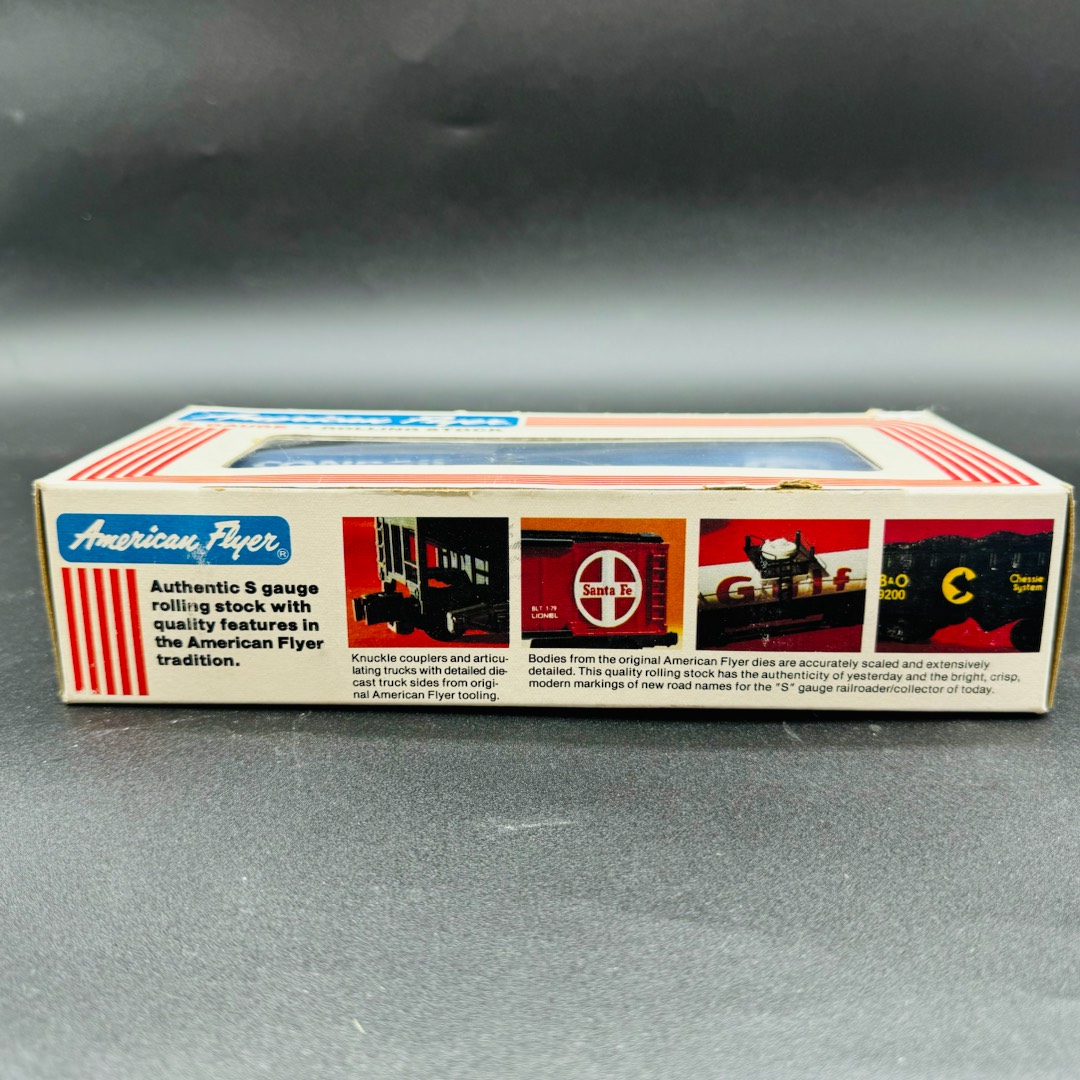 American Flyer
American Flyer®
Authentic S gauge
rolling stock with
quality features in
the American Flyer
tradition.
Santa Fe
BLT 1-79
LIONEL
Gulf
B&O
9200
Chessie
System
Knuckle couplers and articu-
lating trucks with detailed die-
cast truck sides from origi-
nal American Flyer tooling.
Bodies from the original American Flyer dies are accurately scaled and extensively
detailed. This quality rolling stock has the authenticity of yesterday and the bright, crisp,
modern markings of new road names for the "S" gauge railroader/collector of today.